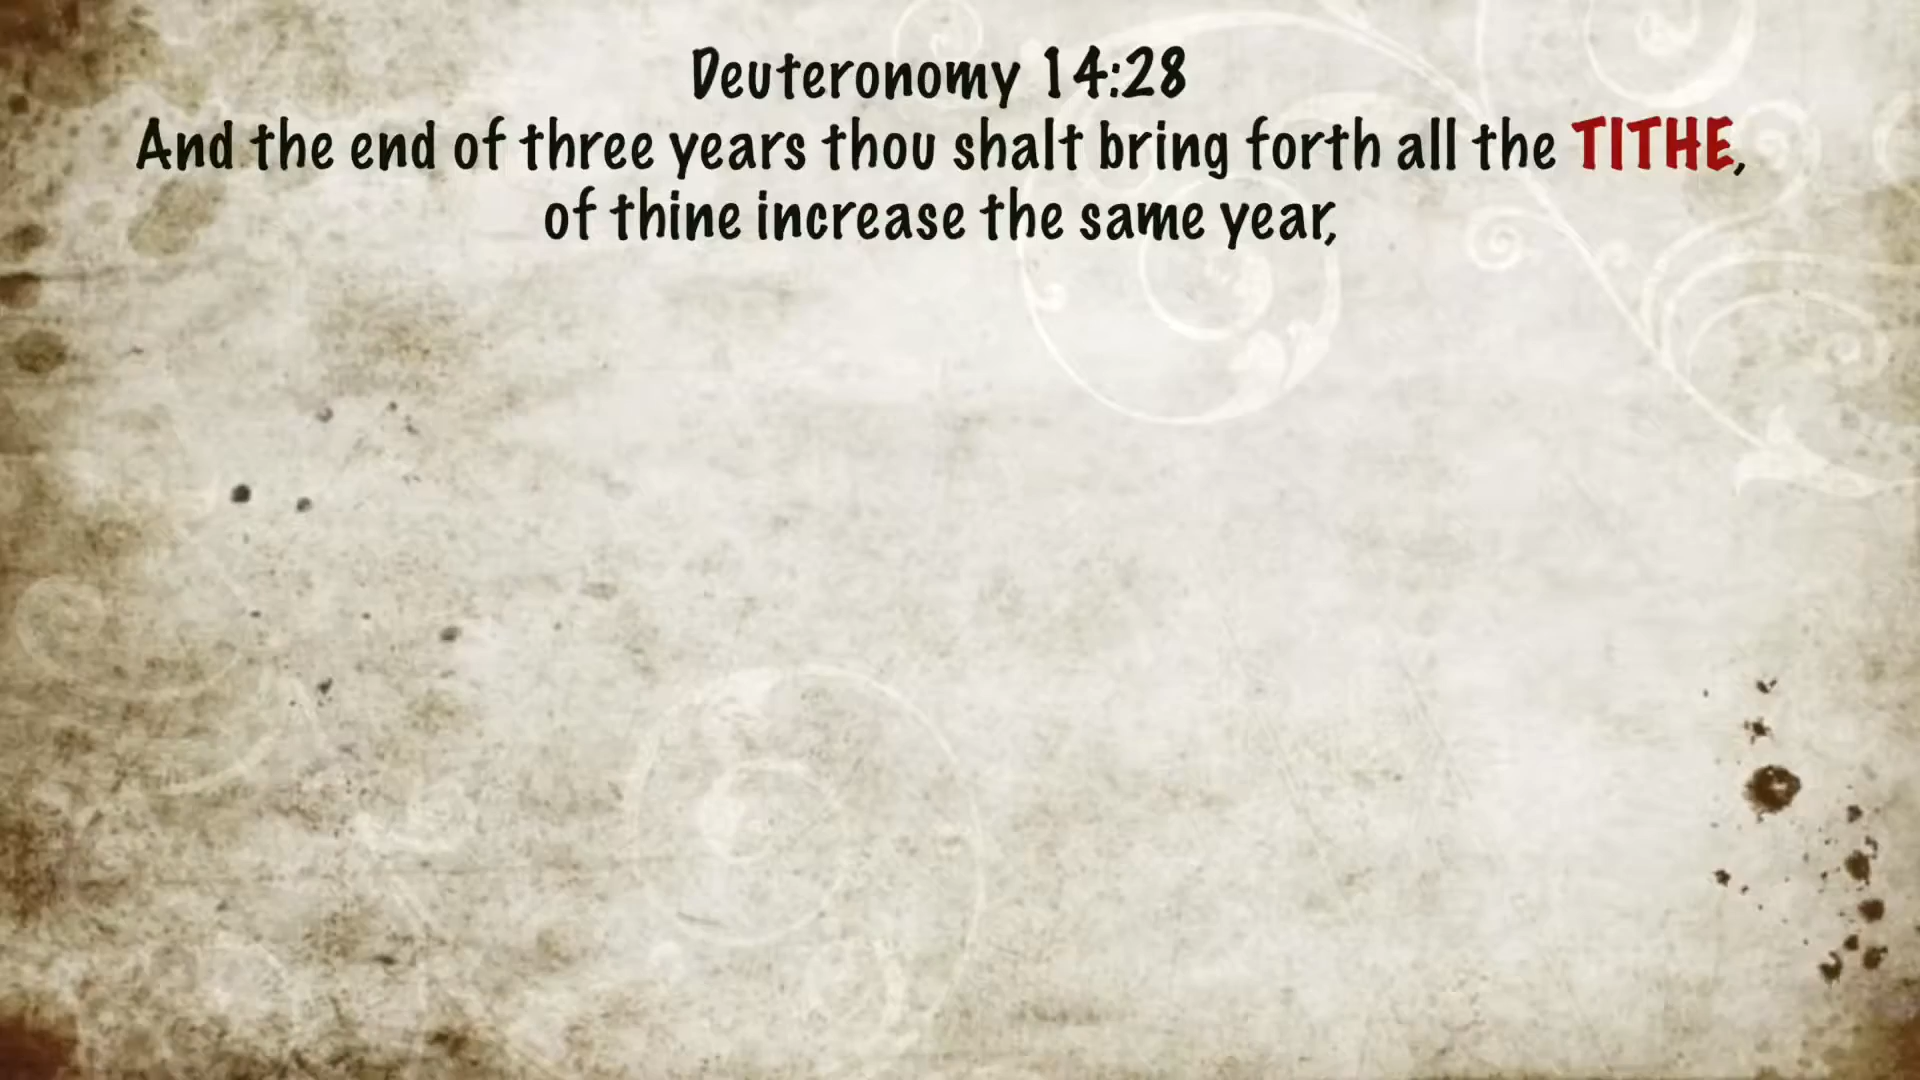 Deuteronomy 14:28
And the end of three years thou shalt bring forth all the TITHE,
of thine increase the same year,